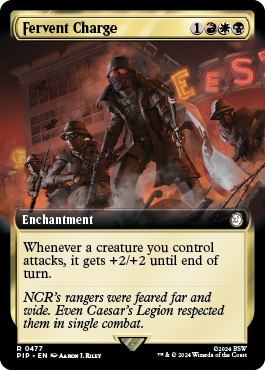 Fervent Charge 1
EEST
Enchantment
Whenever a creature you control
attacks, it gets +2/+2 until end
of turn.
NCR's rangers were feared far and
wide. Even Caesar's Legion respected
them in single combat.
R 0477
PIP • EN AARON J. RILEY
©2024 BSW
™ & © 2024 Wizards of the Coast